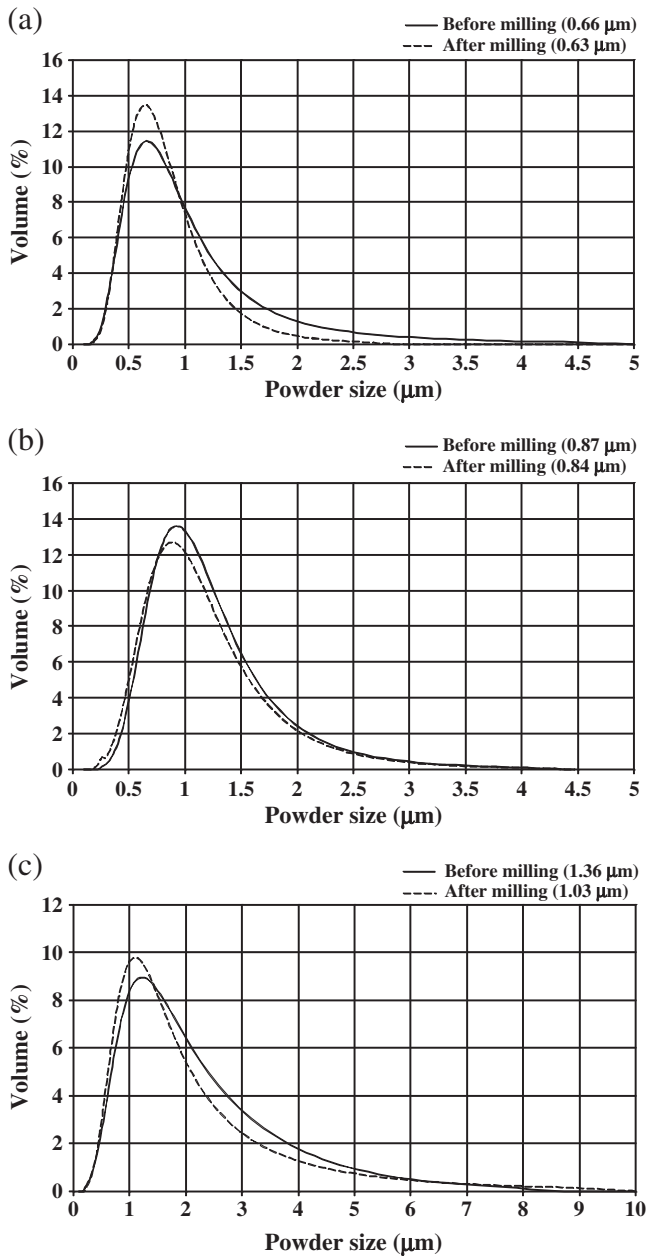 (a)
Before milling (0.66 μm)
After milling (0.63 μm)
16
14
12
10
8
6
4
2
0
Volume (%)
0 0.5 1 1.5 2 2.5 3 3.5 4 4.5 5
Powder size (μm)
(b)
Before milling (0.87 μm)
After milling (0.84 μm)
16
14
12
10
8
6
4
2
0
Volume (%)
0 0.5 1 1.5 2 2.5 3 3.5 4 4.5 5
Powder size (μm)
(c)
Before milling (1.36 μm)
After milling (1.03 μm)
12
10
8
6
4
2
0
Volume (%)
0 1 2 3 4 5 6 7 8 9 10
Powder size (μm)